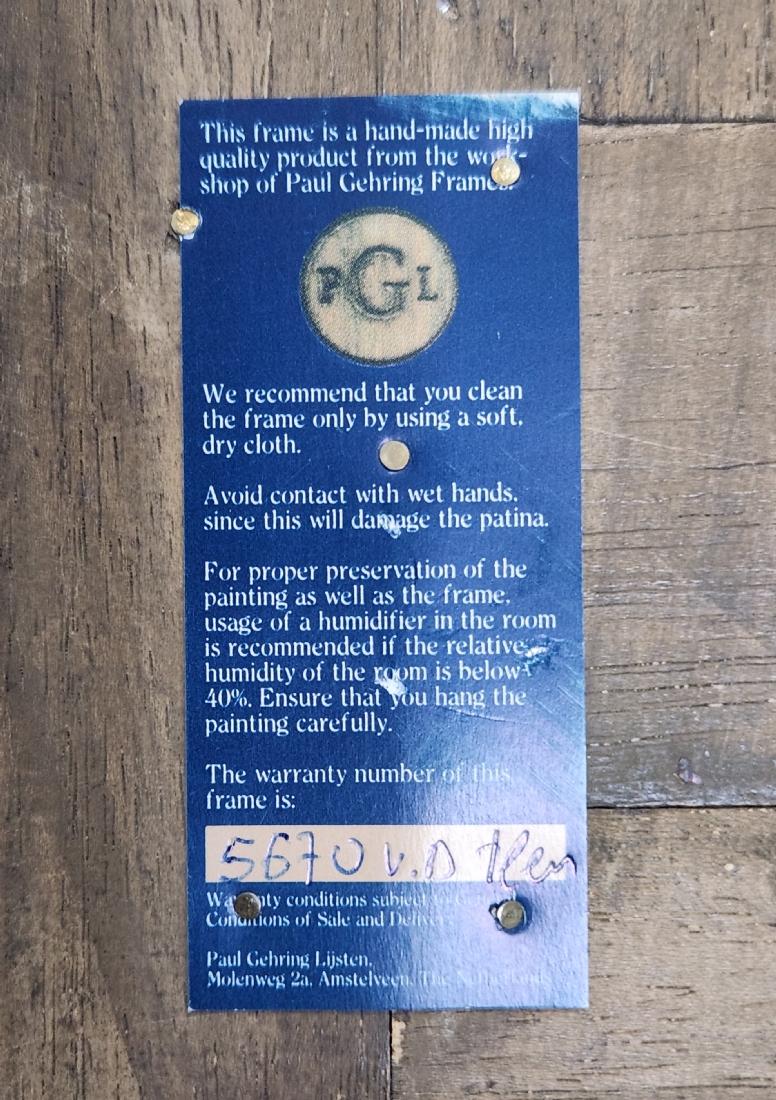 This frame is a hand-made high
quality product from the work-
shop of Paul Gehring Frames.
P G L
We recommend that you clean
the frame only by using a soft,
dry cloth.
Avoid contact with wet hands,
since this will damage the patina.
For proper preservation of the
painting as well as the frame,
usage of a humidifier in the room
is recommended if the relative
humidity of the room is below
40%. Ensure that you hang the
painting carefully.
The warranty number of this
frame is:
5670 v.D
Warranty conditions subject to
Conditions of Sale and Delivery.
Paul Gehring Lijsten,
Molenweg 2a, Amstelveen, The Netherlands